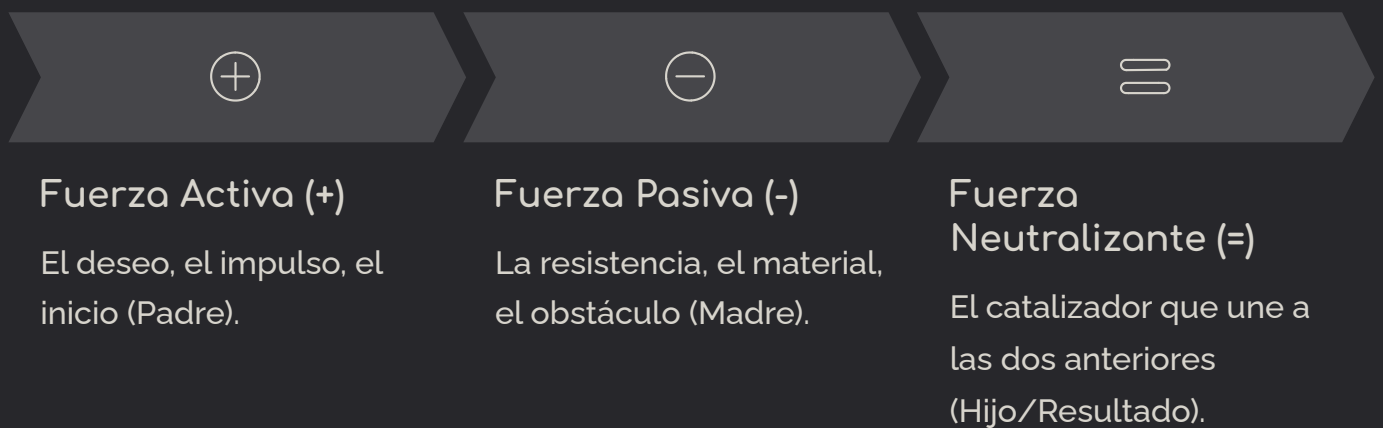 Fuerza Activa (+)
El deseo, el impulso, el
inicio (Padre).
Fuerza Pasiva (-)
La resistencia, el material,
el obstáculo (Madre).
Fuerza
Neutralizante (=)
El catalizador que une a
las dos anteriores
(Hijo/Resultado).